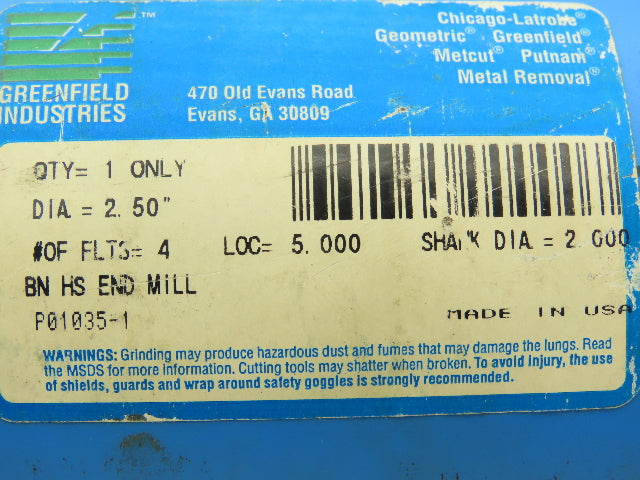 ™
Chicago-Latrobe®
Geometric® Greenfield®
Metcut® Putnam®
Metal Removal®
GREENFIELD
INDUSTRIES
470 Old Evans Road
Evans, GA 30809
QTY= 1 ONLY
DIA. = 2.50"
#OF FLTS= 4 LOC= 5.000 SHANK DIA. = 2.000
BN HS END MILL
P01035-1
MADE IN USA
WARNINGS: Grinding may produce hazardous dust and fumes that may damage the lungs. Read
the MSDS for more information. Cutting tools may shatter when broken. To avoid injury, the use
of shields, guards and wrap around safety goggles is strongly recommended.